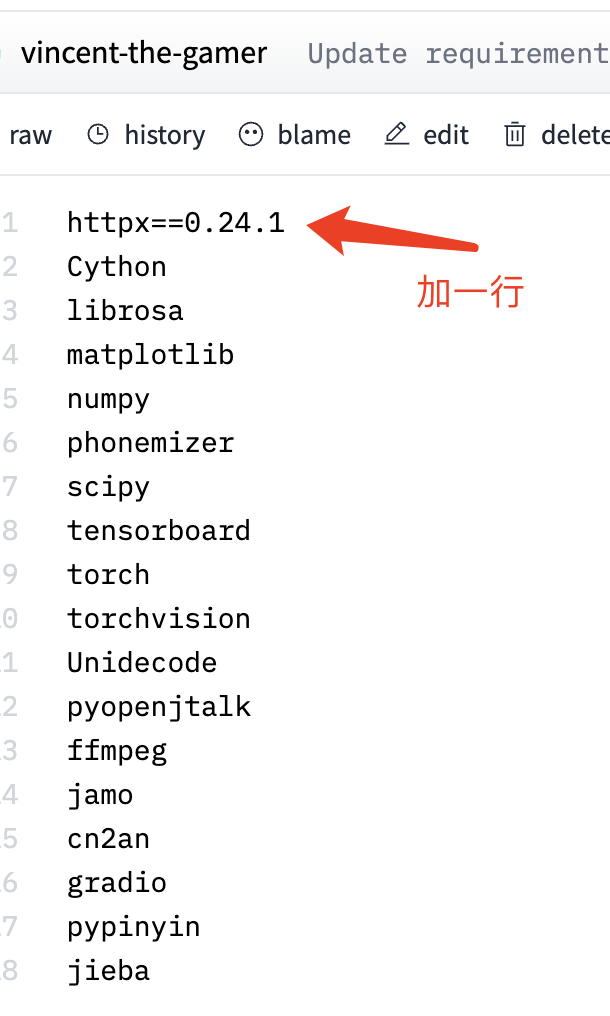 vincent-the-gamer Update requirement
raw history blame edit delete
1 httpx==0.24.1
加一行
2 Cython
3 librosa
4 matplotlib
5 numpy
6 phonemizer
7 scipy
8 tensorboard
9 torch
0 torchvision
1 Unidecode
2 pyopenjtalk
3 ffmpeg
4 jamo
5 cn2an
6 gradio
7 pypinyin
8 jieba